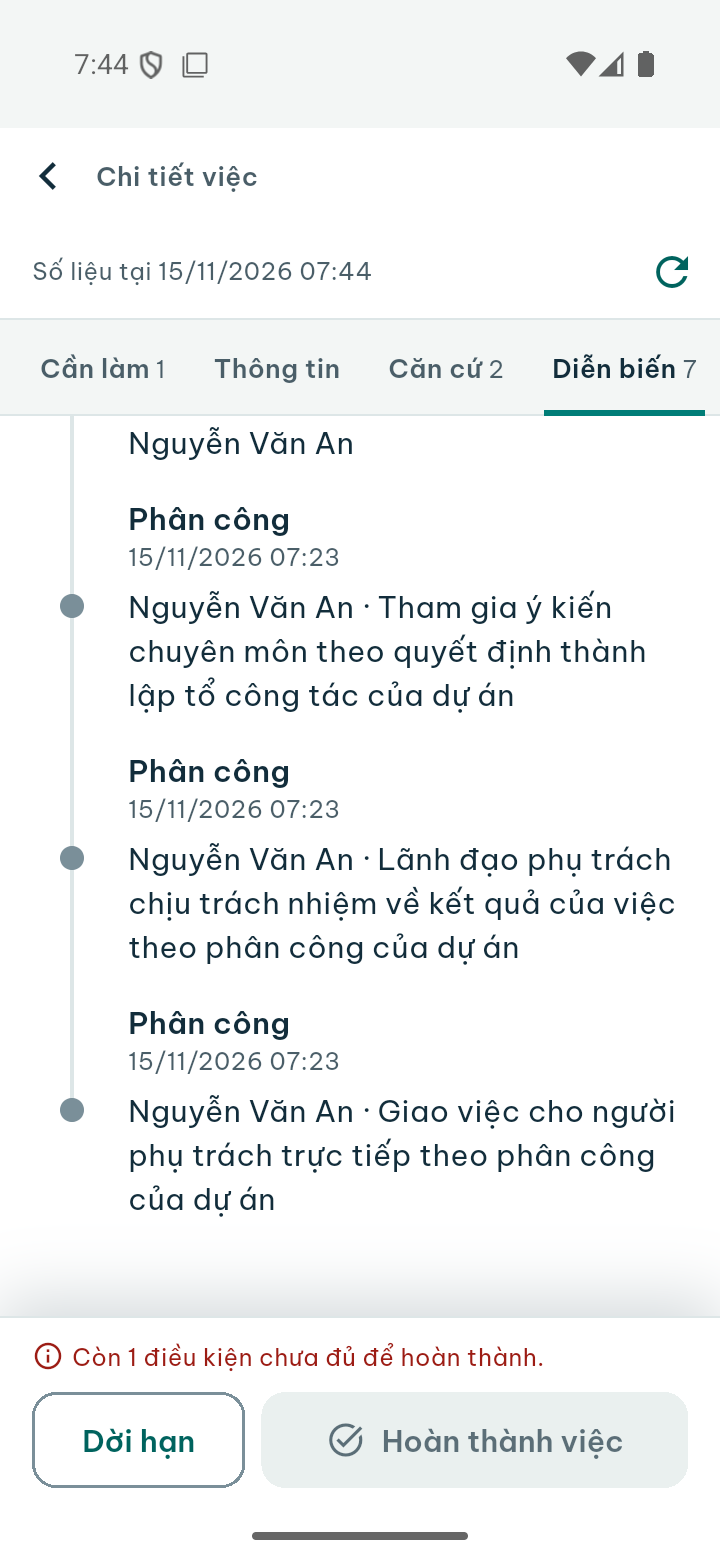 7:44
Chi tiết việc
Số liệu tại 15/11/2026 07:44
Cần làm 1 Thông tin Căn cứ 2 Diễn biến 7
Nguyễn Văn An
Phân công
15/11/2026 07:23
Nguyễn Văn An · Tham gia ý kiến
chuyên môn theo quyết định thành
lập tổ công tác của dự án
Phân công
15/11/2026 07:23
Nguyễn Văn An · Lãnh đạo phụ trách
chịu trách nhiệm về kết quả của việc
theo phân công của dự án
Phân công
15/11/2026 07:23
Nguyễn Văn An · Giao việc cho người
phụ trách trực tiếp theo phân công
của dự án
Còn 1 điều kiện chưa đủ để hoàn thành.
Dời hạn
Hoàn thành việc